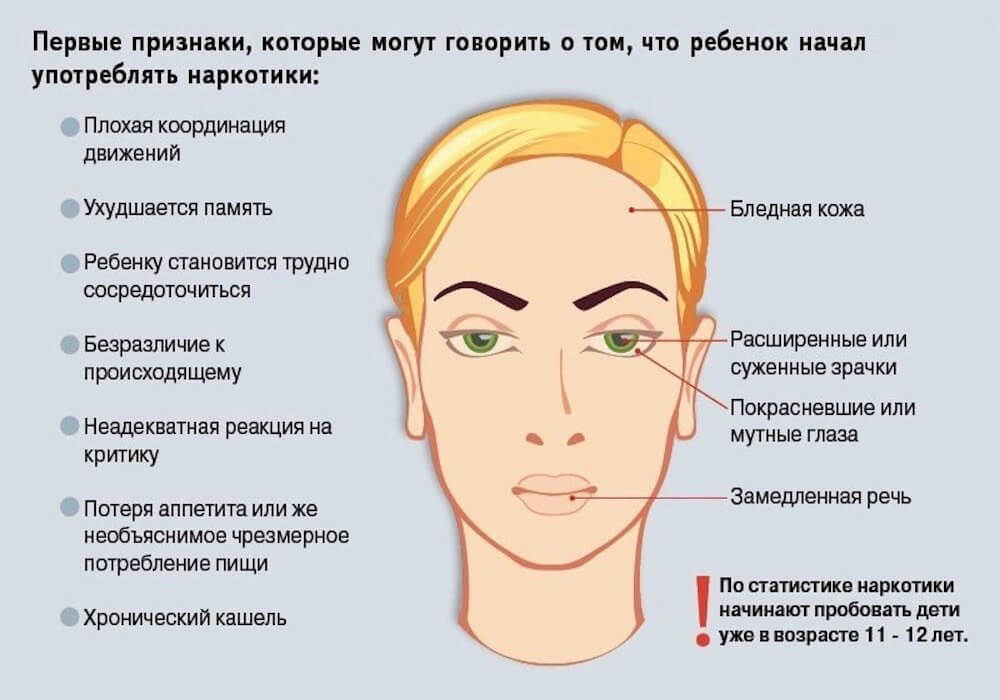 Первые признаки, которые могут говорить о том, что ребенок начал
употреблять наркотики:
Плохая координация
движений
Ухудшается память
Ребенку становится трудно
сосредоточиться
Безразличие к
происходящему
Неадекватная реакция на
критику
Потеря аппетита или же
необъяснимое чрезмерное
потребление пищи
Хронический кашель
Бледная кожа
Расширенные или
суженные зрачки
Покрасневшие или
мутные глаза
Замедленная речь
! По статистике наркотики
начинают пробовать дети
уже в возрасте 11 - 12 лет.